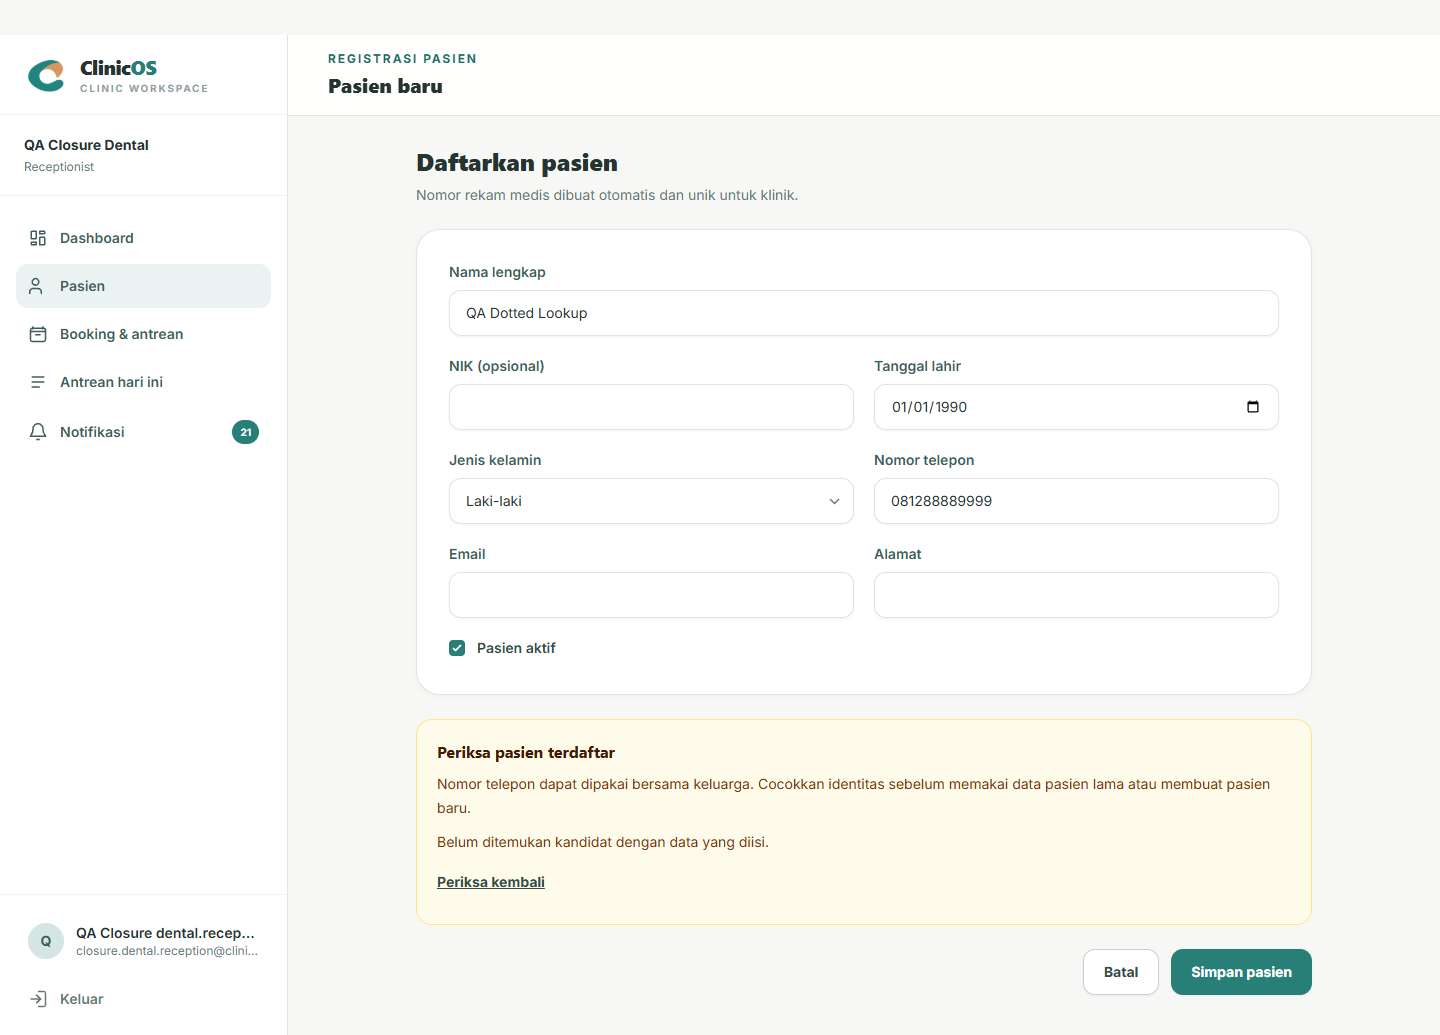 ClinicOS
CLINIC WORKSPACE
QA Closure Dental
Receptionist
Dashboard
Pasien
Booking & antrean
Antrean hari ini
Notifikasi
21
QA Closure dental.recep...
Q
closure.dental.reception@clini...
Keluar
REGISTRASI PASIEN
Pasien baru
Daftarkan pasien
Nomor rekam medis dibuat otomatis dan unik untuk klinik.
Nama lengkap
QA Dotted Lookup
NIK (opsional)
Tanggal lahir
01/01/1990
Jenis kelamin
Nomor telepon
Laki-laki
081288889999
Email
Alamat
Pasien aktif
Periksa pasien terdaftar
Nomor telepon dapat dipakai bersama keluarga. Cocokkan identitas sebelum memakai data pasien lama atau membuat pasien
baru.
Belum ditemukan kandidat dengan data yang diisi.
Periksa kembali
Batal
Simpan pasien